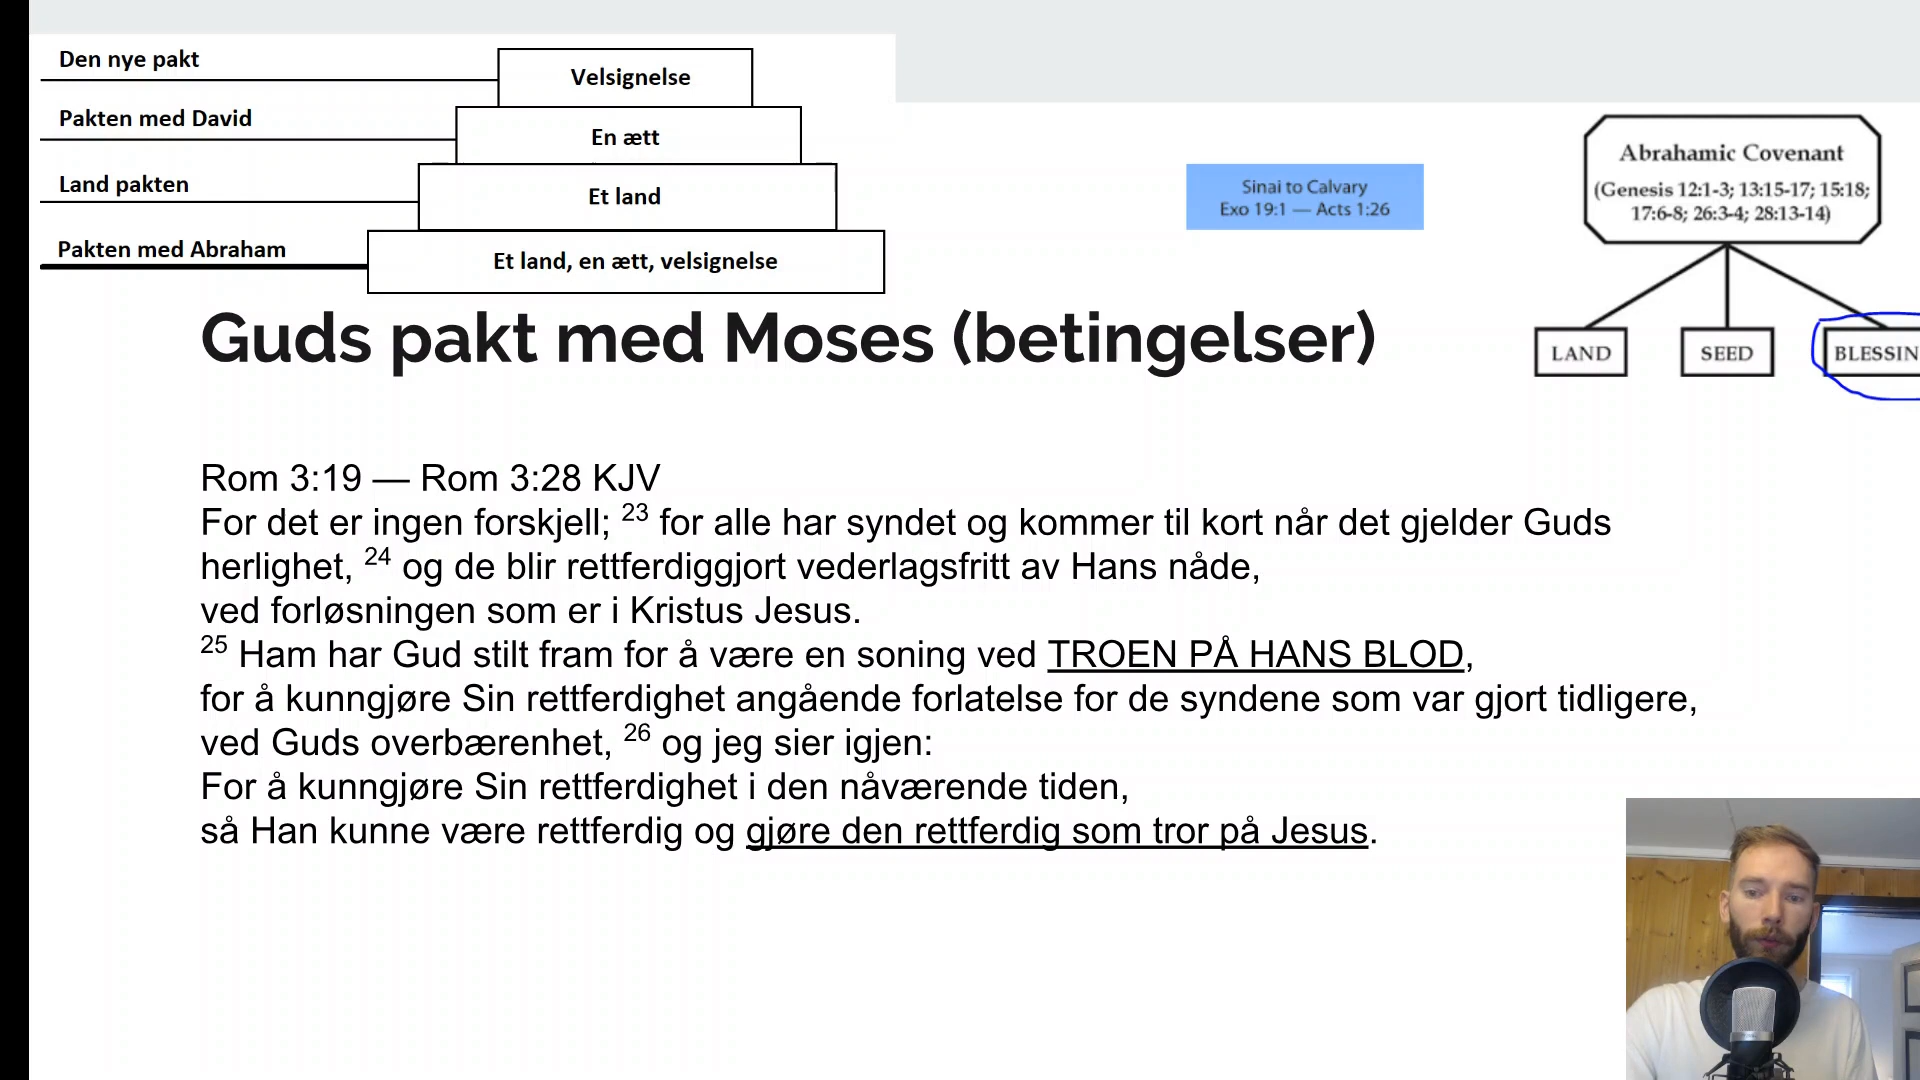 Den nye pakt
Velsignelse
Pakten med David
En ætt
Land pakten
Et land
Pakten med Abraham
Et land, en ætt, velsignelse
Sinai to Calvary
Exo 19:1 — Acts 1:26
Abrahamic Covenant
(Genesis 12:1-3; 13:15-17; 15:18;
17:6-8; 26:3-4; 28:13-14)
LAND
SEED
BLESSIN
Guds pakt med Moses (betingelser)
Rom 3:19 — Rom 3:28 KJV
For det er ingen forskjell; 23 for alle har syndet og kommer til kort når det gjelder Guds
herlighet, 24 og de blir rettferdiggjort vederlagsfritt av Hans nåde,
ved forløsningen som er i Kristus Jesus.
25 Ham har Gud stilt fram for å være en soning ved TROEN PÅ HANS BLOD,
for å kunngjøre Sin rettferdighet angående forlatelse for de syndene som var gjort tidligere,
ved Guds overbærenhet, 26 og jeg sier igjen:
For å kunngjøre Sin rettferdighet i den nåværende tiden,
så Han kunne være rettferdig og gjøre den rettferdig som tror på Jesus.